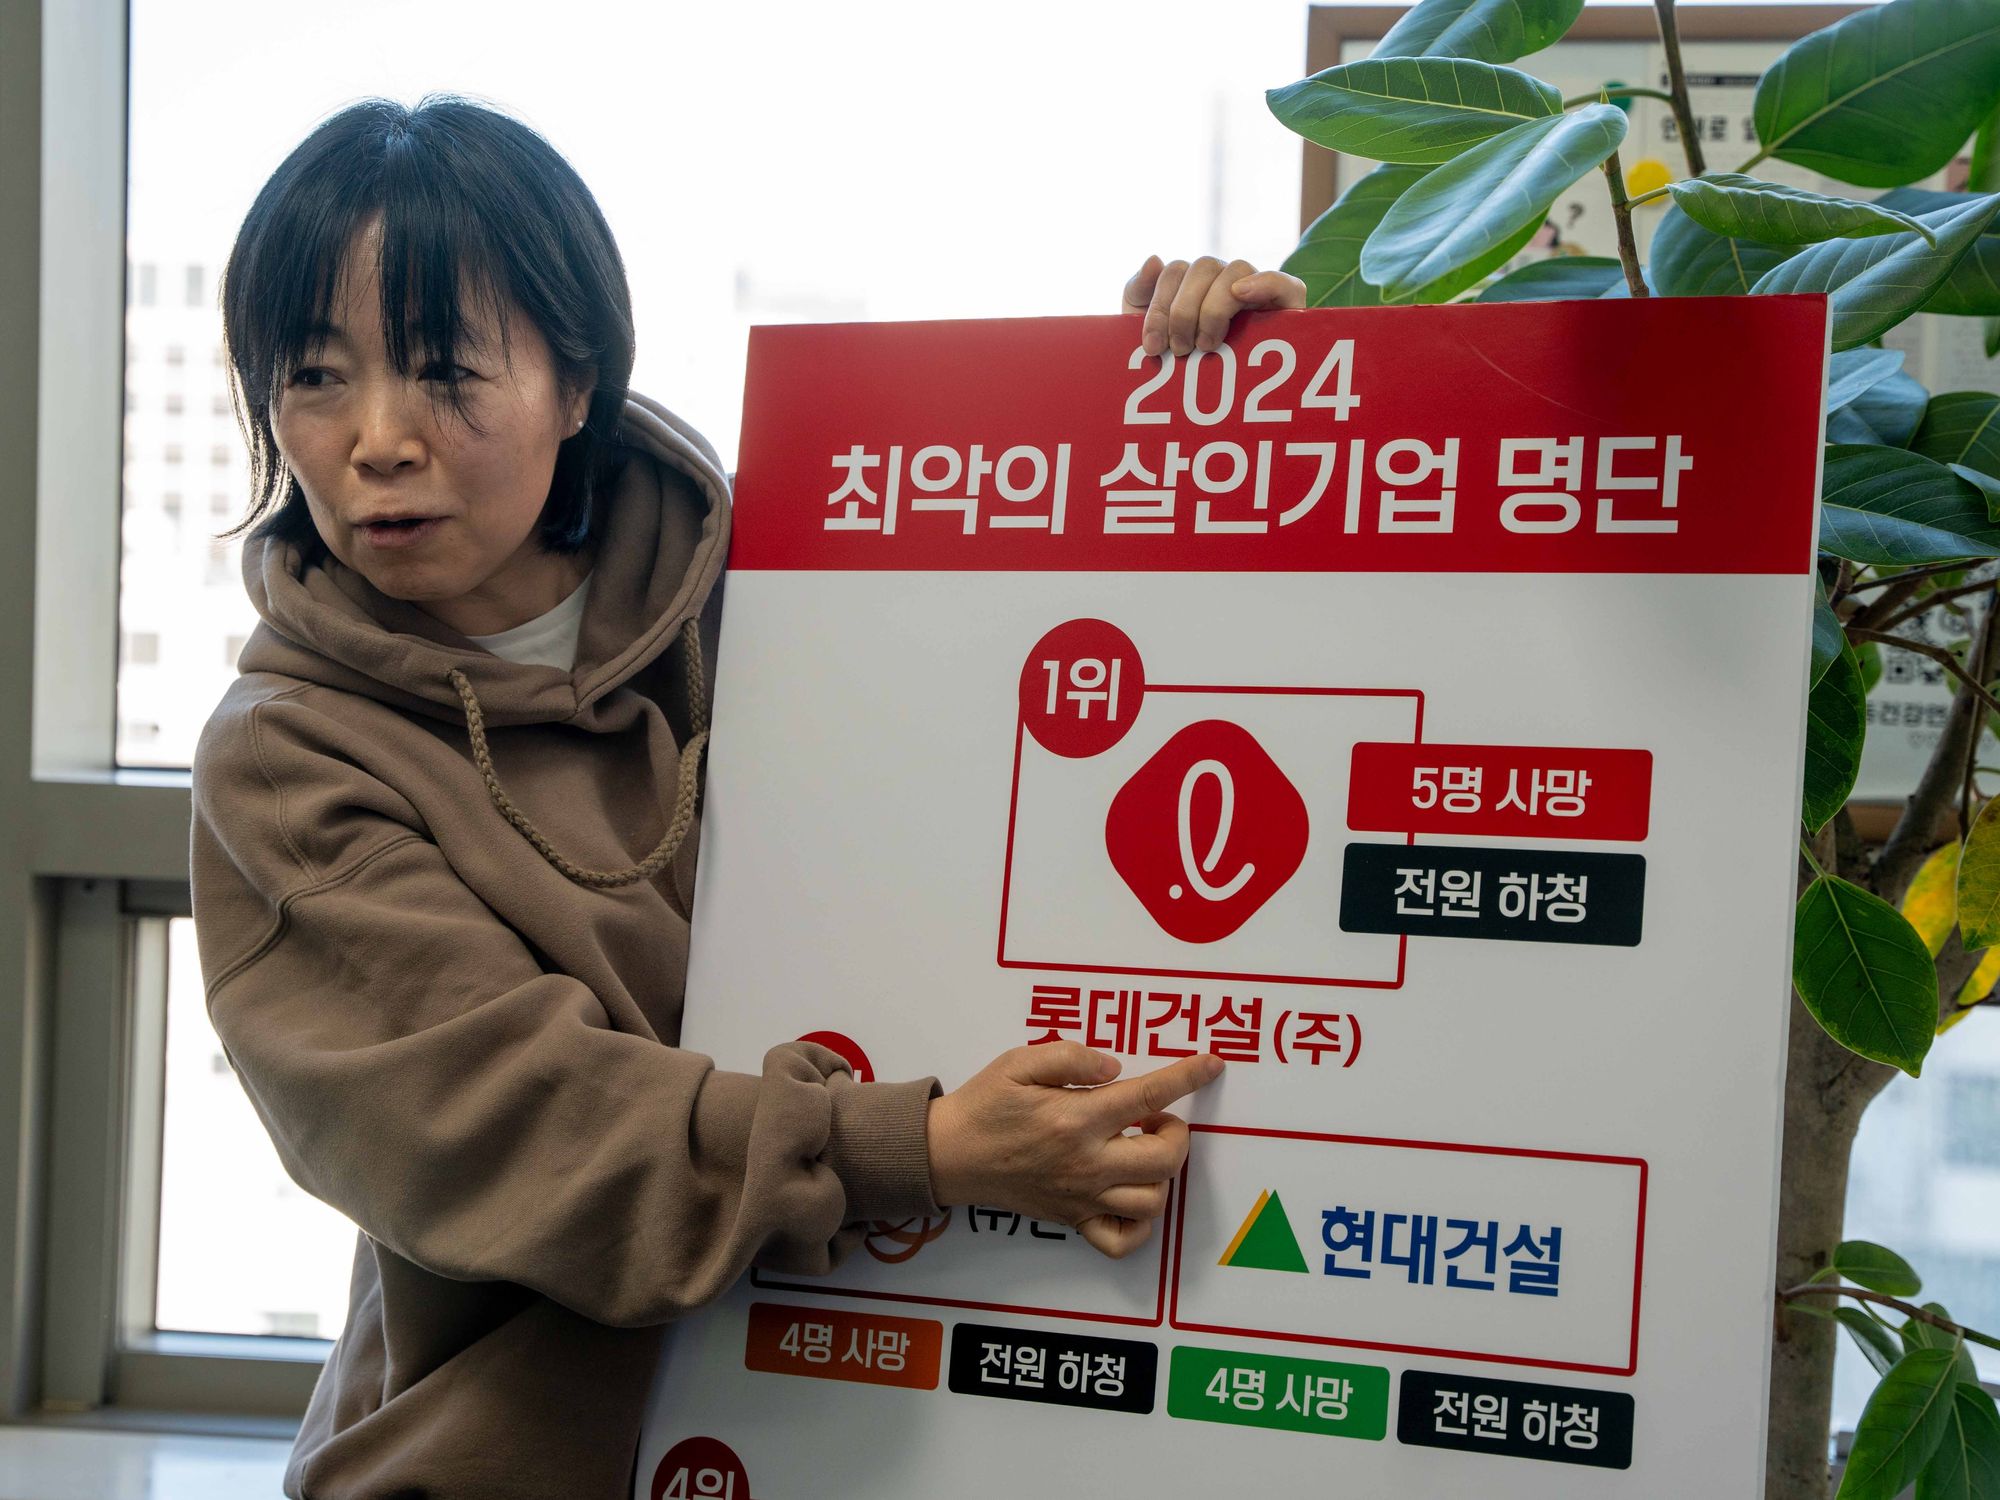 2024
최악의 살인기업 명단
1위
5명 사망
전원 하청
롯데건설(주)
현대건설
4명 사망
전원 하청
4명 사망
전원 하청
4위